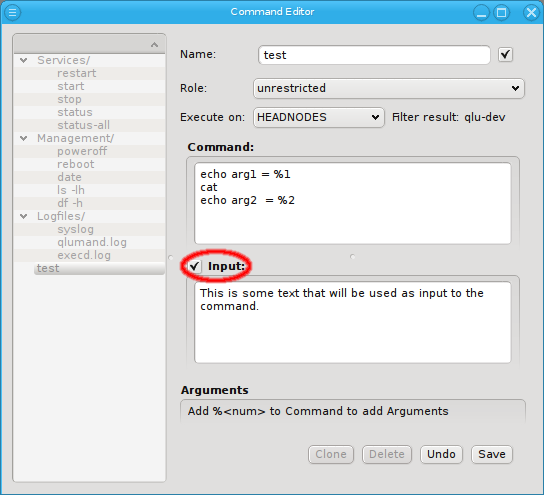 Command Editor
Services/
restart
start
stop
status
status-all
Management/
poweroff
reboot
date
ls -lh
df -h
Logfiles/
syslog
qlumand.log
execd.log
test
Name: test
Role: unrestricted
Execute on: HEADNODES Filter result: qlu-dev
Command:
echo arg1 = %1
cat
echo arg2  = %2
Input:
This is some text that will be used as input to the
command.
Arguments
Add %<num> to Command to add Arguments
Clone Delete Undo Save